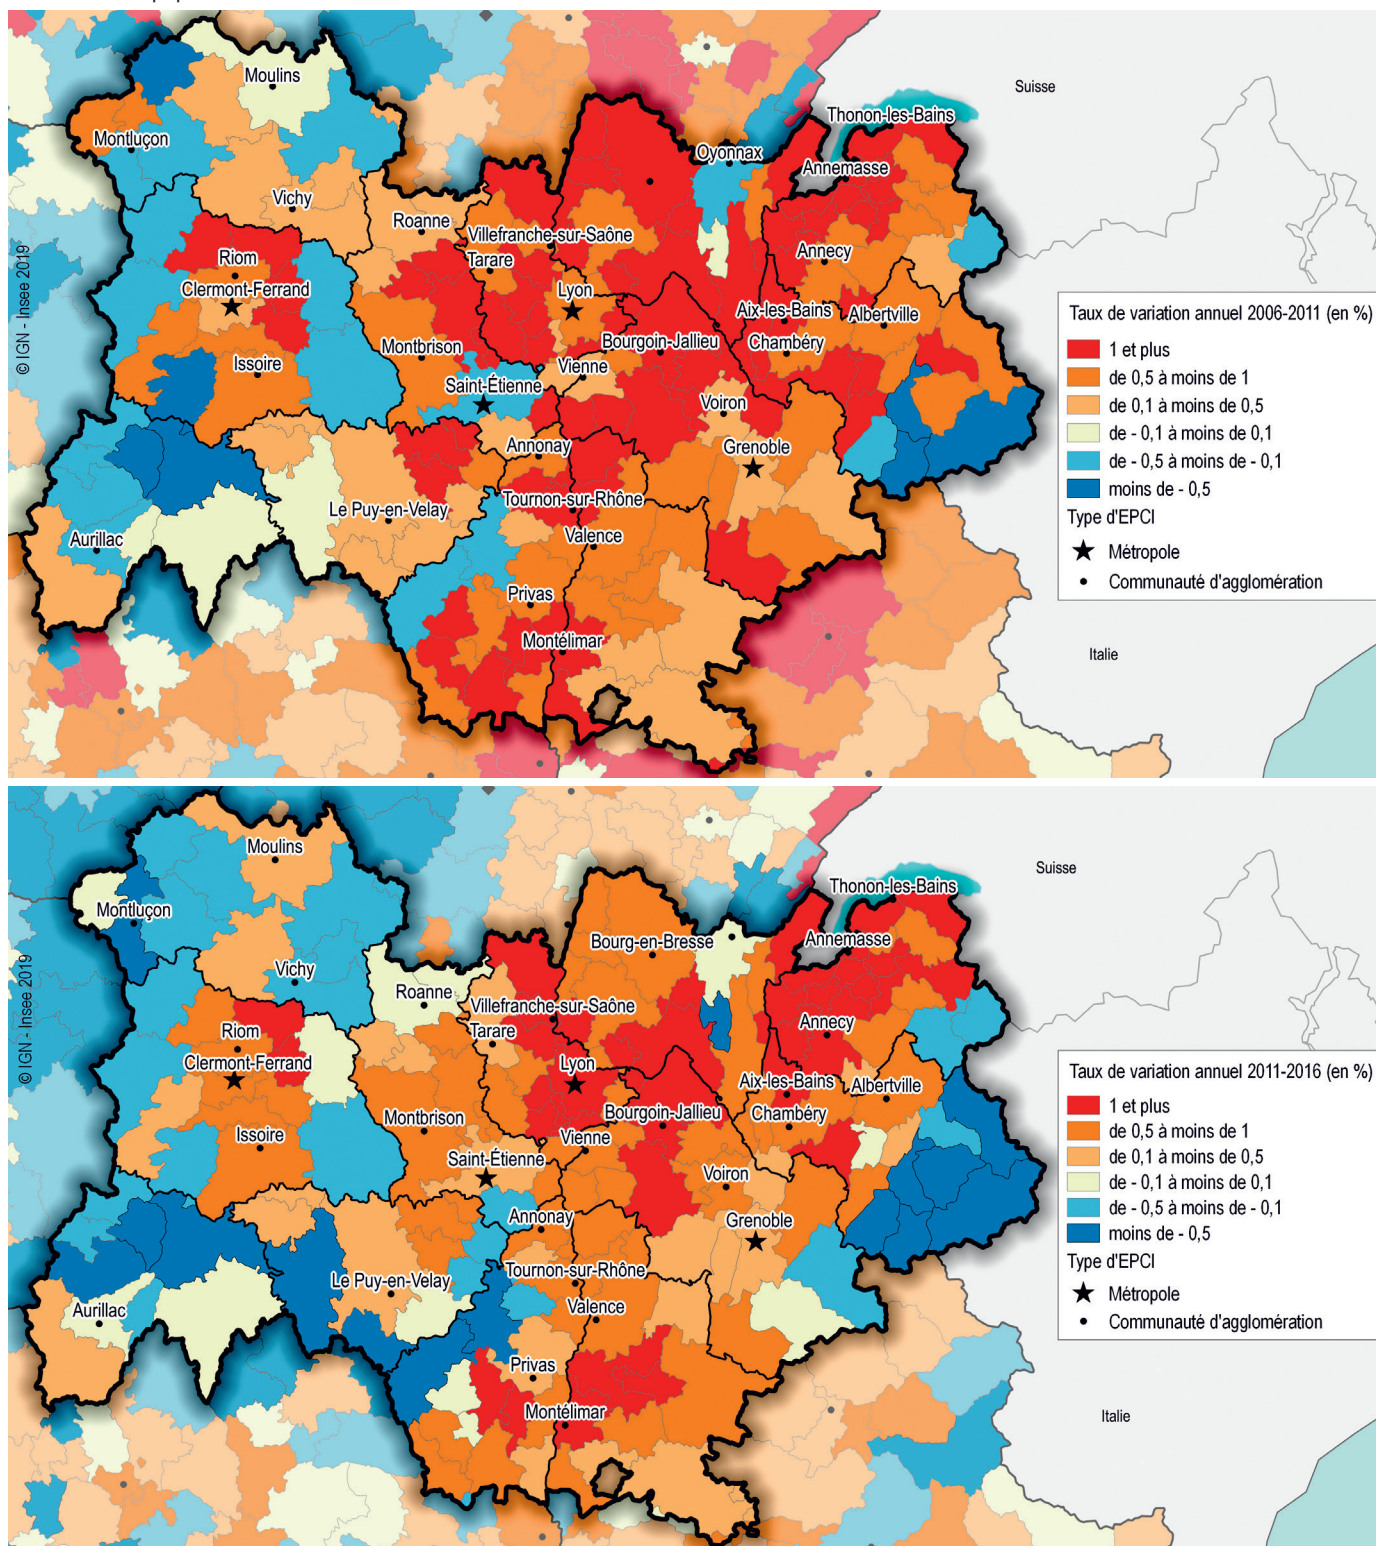 Suisse
Moulins
Thonon-les-Bains
Montluçon
Oyonnax
Annemasse
Vichy
Roanne
Villefranche-sur-Saône
Riom
Tarare
Annecy
Clermont-Ferrand
Lyon
Aix-les-Bains
Albertville
Bourgoin-Jallieu
Chambéry
Montbrison
Issoire
Vienne
Saint-Étienne
Voiron
Annonay
Grenoble
Le Puy-en-Velay
Tournon-sur-Rhône
Aurillac
Valence
Privas
Montélimar
Italie
© IGN - Insee 2019
Taux de variation annuel 2006-2011 (en %)
1 et plus
de 0,5 à moins de 1
de 0,1 à moins de 0,5
de - 0,1 à moins de 0,1
de - 0,5 à moins de - 0,1
moins de - 0,5
Type d'EPCI
Métropole
Communauté d'agglomération
Moulins
Suisse
Thonon-les-Bains
Montluçon
Bourg-en-Bresse
Annemasse
Vichy
Roanne
Villefranche-sur-Saône
Riom
Tarare
Annecy
Clermont-Ferrand
Lyon
Aix-les-Bains
Albertville
Montbrison
Bourgoin-Jallieu
Chambéry
Issoire
Vienne
Saint-Étienne
Voiron
Annonay
Grenoble
Le Puy-en-Velay
Tournon-sur-Rhône
Aurillac
Valence
Privas
Montélimar
Italie
© IGN - Insee 2019
Taux de variation annuel 2011-2016 (en %)
1 et plus
de 0,5 à moins de 1
de 0,1 à moins de 0,5
de - 0,1 à moins de 0,1
de - 0,5 à moins de - 0,1
moins de - 0,5
Type d'EPCI
Métropole
Communauté d'agglomération